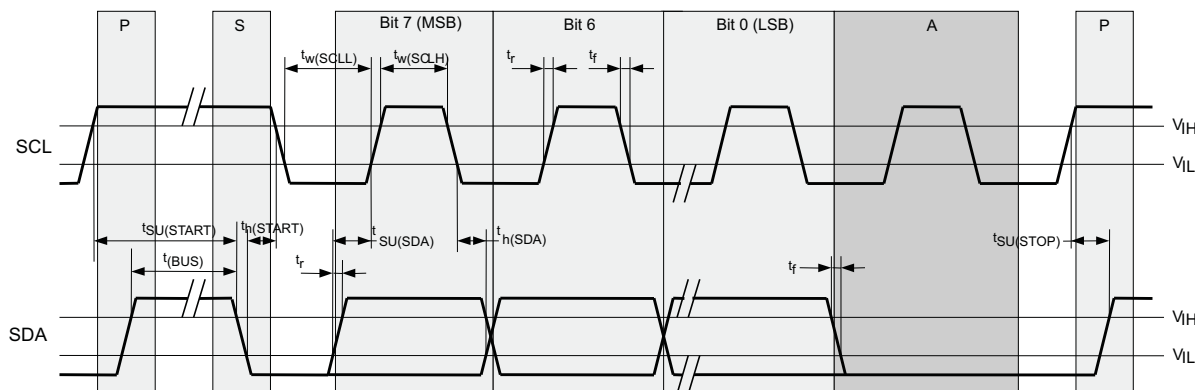 P S Bit 7 (MSB) Bit 6 Bit 0 (LSB) A P
tw(SCLL) tw(SCLH) tr tf
VIH
SCL
VIL
tSU(START) th(START) tSU(SDA) th(SDA) tSU(STOP)
t(BUS) tr tf
VIH
SDA
VIL